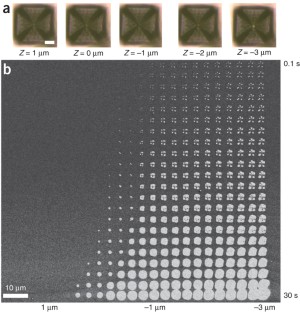 a
Z = 1 μm
Z = 0 μm
Z = −1 μm
Z = −2 μm
Z = −3 μm
b
0.1 s
10 μm
30 s
1 μm
−1 μm
−3 μm